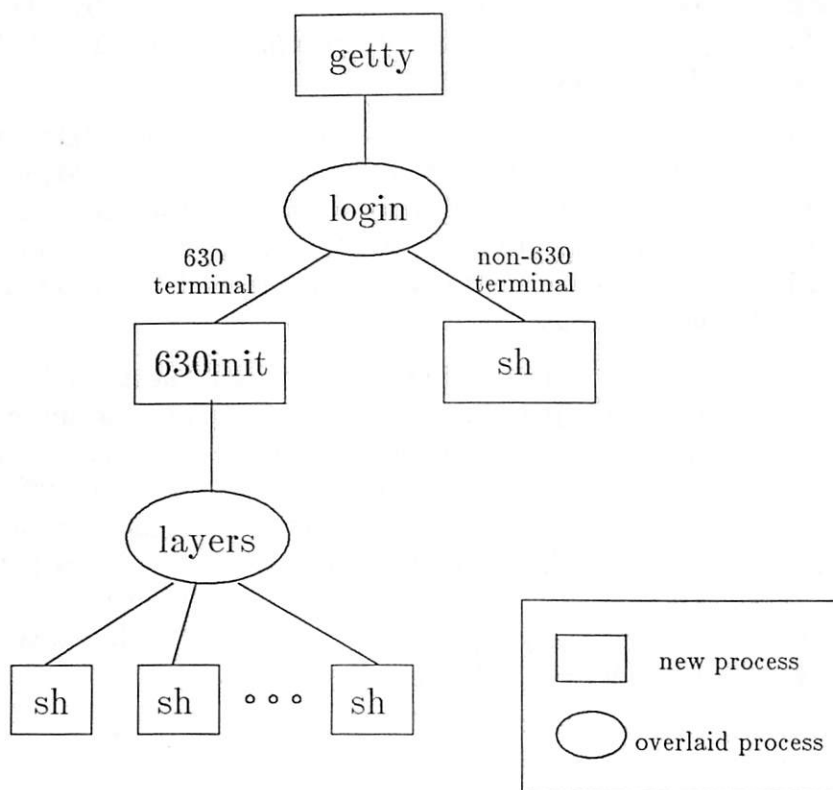 getty
login
630
terminal
non-630
terminal
630init
sh
layers
sh
sh
sh
new process
overlaid process